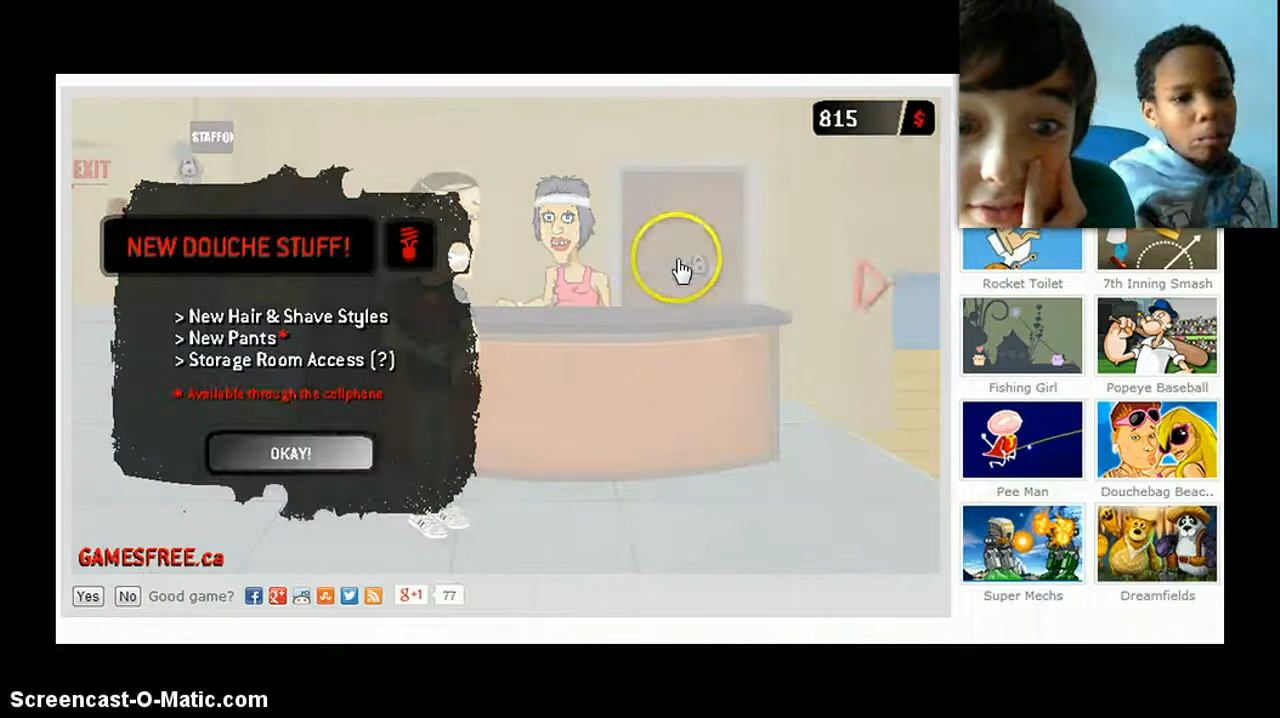 815 $
STAFFO
EXIT
NEW DOUCHE STUFF!
> New Hair & Shave Styles
> New Pants*
> Storage Room Access (?)
* Available through the cellphone
OKAY!
GAMESFREE.ca
Yes No Good game? g+1 77
Rocket Toilet
7th Inning Smash
Fishing Girl
Popeye Baseball
Pee Man
Douchebag Beac..
Super Mechs
Dreamfields
Screencast-O-Matic.com